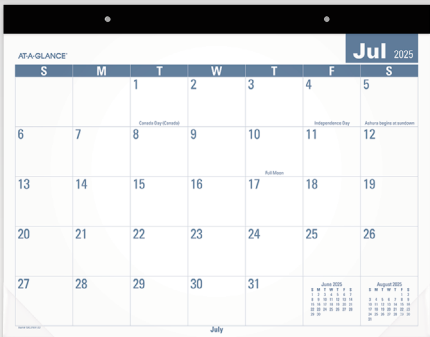 Jul 2025
AT-A-GLANCE
S M T W T F S
1 2 3 4 5
Canada Day (Canada) Independence Day Ashura begins at sundown
6 7 8 9 10 11 12
Full Moon
13 14 15 16 17 18 19
20 21 22 23 24 25 26
27 28 29 30 31
June 2025 August 2025
S M T W T F S S M T W T F S
July